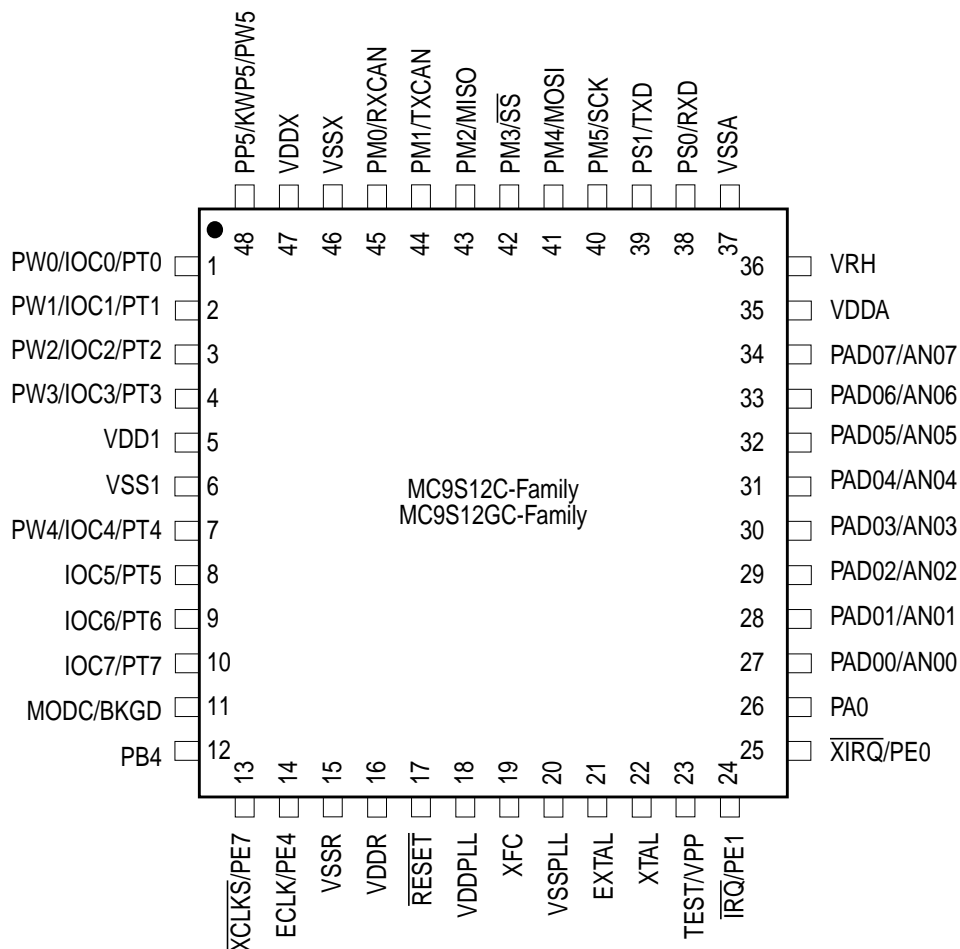 PP5/KWP5/PW5
VDDX
VSSX
PM0/RXCAN
PM1/TXCAN
PM2/MISO
PM3/S̅S̅
PM4/MOSI
PM5/SCK
PS1/TXD
PS0/RXD
VSSA
48
47
46
45
44
43
42
41
40
39
38
37
PW0/IOC0/PT0 1
PW1/IOC1/PT1 2
PW2/IOC2/PT2 3
PW3/IOC3/PT3 4
VDD1 5
VSS1 6
PW4/IOC4/PT4 7
IOC5/PT5 8
IOC6/PT6 9
IOC7/PT7 10
MODC/BKGD 11
PB4 12
MC9S12C-Family
MC9S12GC-Family
36 VRH
35 VDDA
34 PAD07/AN07
33 PAD06/AN06
32 PAD05/AN05
31 PAD04/AN04
30 PAD03/AN03
29 PAD02/AN02
28 PAD01/AN01
27 PAD00/AN00
26 PA0
25 X̅I̅R̅Q̅/PE0
13
14
15
16
17
18
19
20
21
22
23
24
X̅C̅L̅K̅S̅/PE7
ECLK/PE4
VSSR
VDDR
R̅E̅S̅E̅T̅
VDDPLL
XFC
VSSPLL
EXTAL
XTAL
TEST/VPP
I̅R̅Q̅/PE1